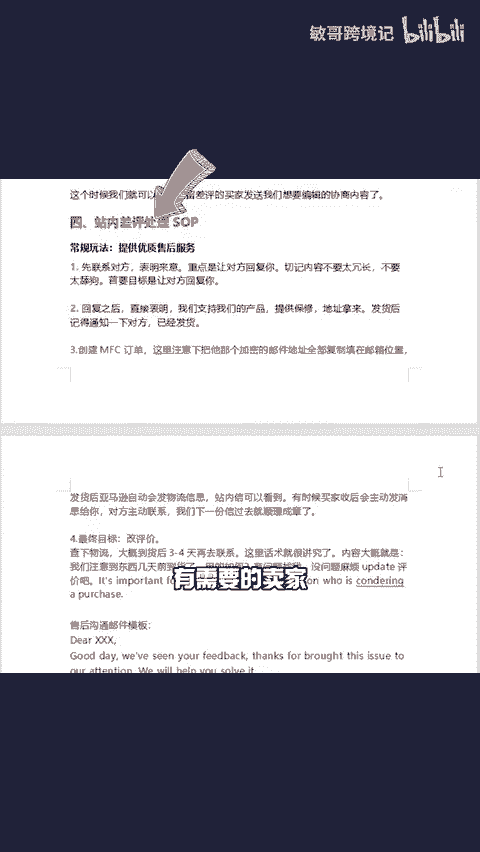 敏哥跨境记 bilibili
这个时候我们就可以 留差评的买家发送我们想要编辑的协商内容了。
四、站内差评处理 SOP
常规玩法：提供优质售后服务
1. 先联系对方，表明来意。重点是让对方回复你。切记内容不要太冗长，不要
太舔狗。首要目标是让对方回复你。
2. 回复之后，直接表明，我们支持我们的产品，提供保修，地址拿来。发货后
记得通知一下对方，已经发货。
3.创建 MFC 订单，这里注意下把他那个加密的邮件地址全部复制填在邮箱位置，
发货后亚马逊自动会发物流信息，站内信可以看到。有时候买家收后会主动发消
息给你，对方主动联系，我们下一份信过去就顺理成章了。
4.最终目标：改评价。
查下物流，大概到货后 3-4 天再去联系。这里话术就很讲究了。内容大概就是：
我们注意到东西几天前到货了， 没问题麻烦 update 评
价吧。It's important on who is condering
a purchase.
有需要的卖家
售后沟通邮件模板：
Dear XXX,
Good day, we've seen your feedback, thanks for brought this issue to
our attention. We will help you solve it